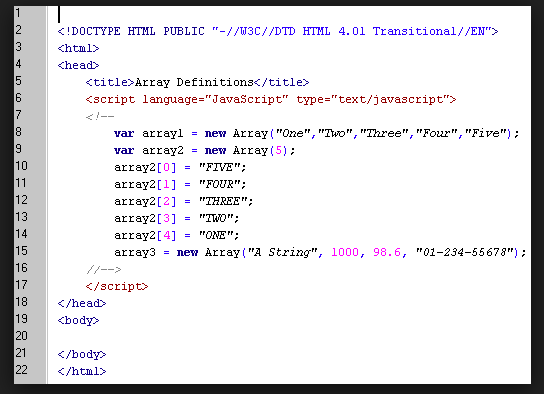 1
2 <!DOCTYPE HTML PUBLIC "-//W3C//DTD HTML 4.01 Transitional//EN">
3 <html>
4 <head>
5 <title>Array Definitions</title>
6 <script language="JavaScript" type="text/javascript">
7 <!--
8 var array1 = new Array("One","Two","Three","Four","Five");
9 var array2 = new Array(5);
10 array2[0] = "FIVE";
11 array2[1] = "FOUR";
12 array2[2] = "THREE";
13 array2[3] = "TWO";
14 array2[4] = "ONE";
15 array3 = new Array("A String", 1000, 98.6, "01-234-55678");
16 //-->
17 </script>
18 </head>
19 <body>
20
21 </body>
22 </html>